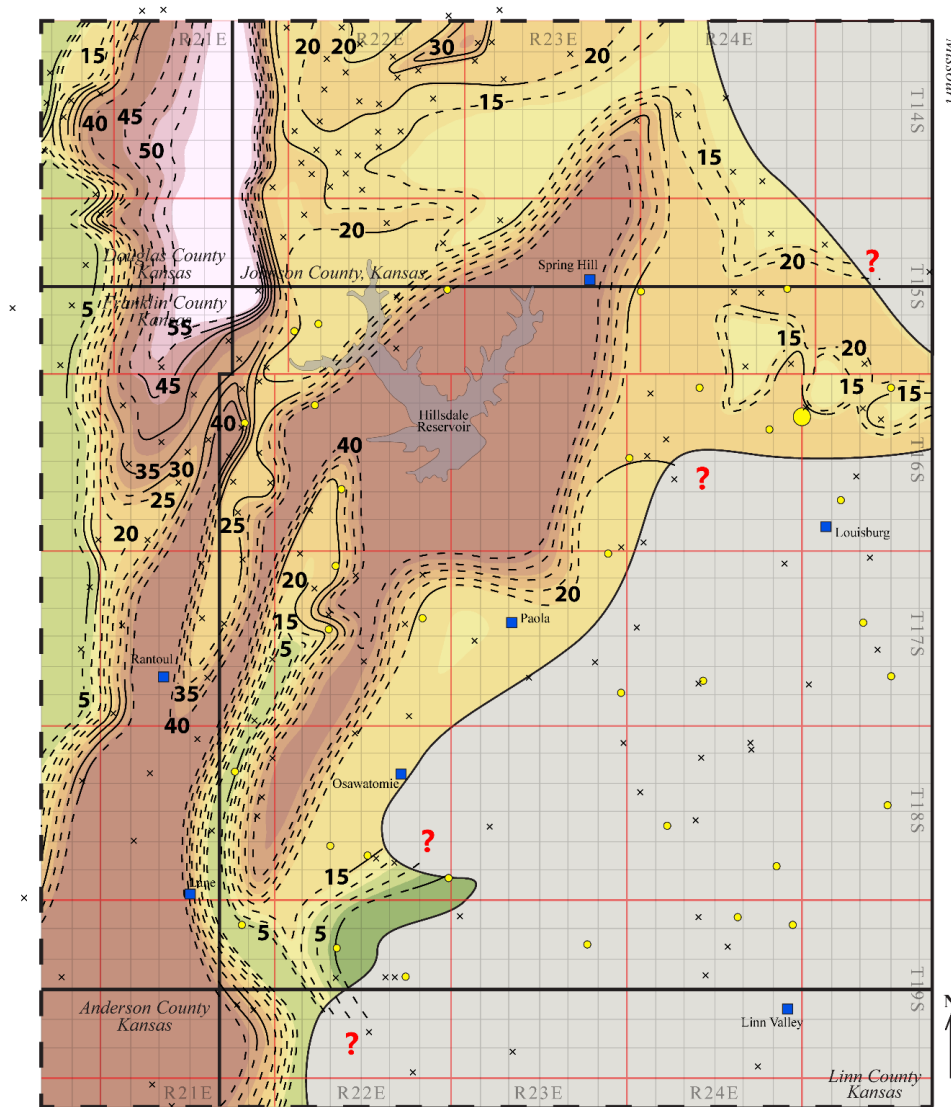 R21E
R22E
R23E
R24E
Missouri
15
20
20
30
20
T14S
40
45
15
50
15
20
Douglas County
Kansas
Johnson County, Kansas
Spring Hill
20
?
5
Franklin County
Kansas
55
T15S
15
20
45
15
15
40
Hillsdale
Reservoir
40
35
30
?
T16S
25
25
20
Louisburg
20
20
15
Paola
5
T17S
Rantoul
5
35
40
Osawatomie
T18S
?
15
Lane
5
5
T19S
N
Anderson County
Kansas
Linn Valley
?
R21E
R22E
R23E
R24E
Linn County
Kansas